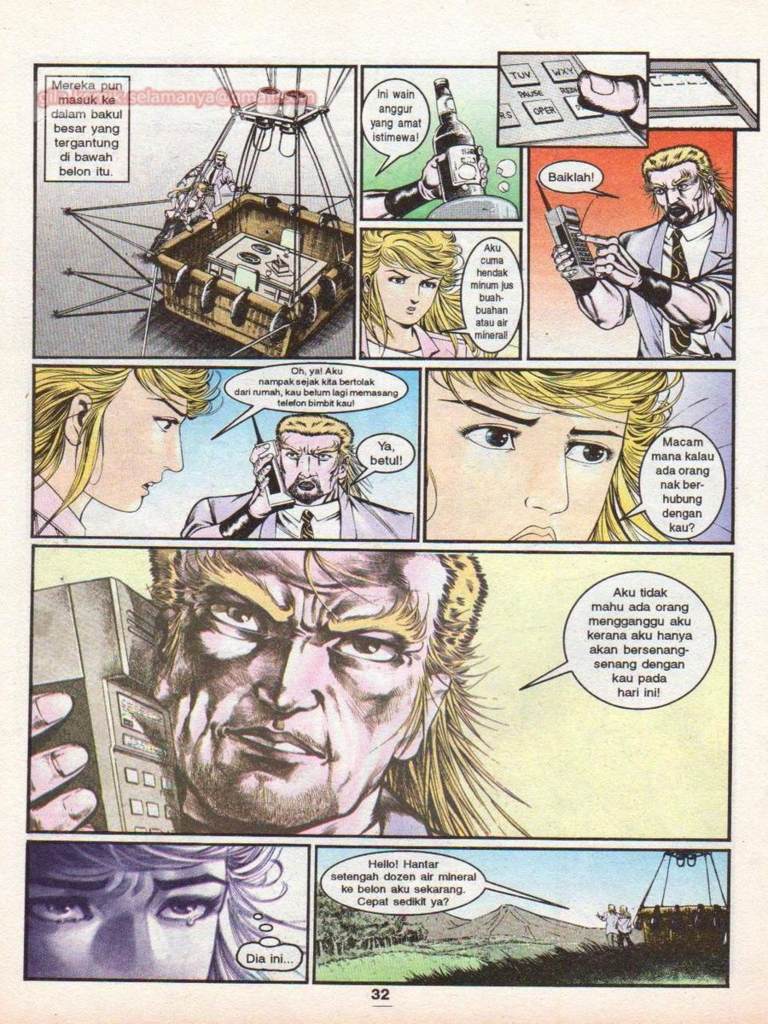 Mereka pun
masuk ke
dalam bakul
besar yang
tergantung
di bawah
belon itu.
selamanya@gmail.com
Ini wain
anggur
yang amat
istimewa!
TUV
WXY
PAUSE
OPER
Baiklah!
Aku
cuma
hendak
minum jus
buah-
buahan
atau air
mineral!
Oh, ya! Aku
nampak sejak kita bertolak
dari rumah, kau belum lagi memasang
telefon bimbit kau!
Ya,
betul!
Macam
mana kalau
ada orang
nak ber-
hubung
dengan
kau?
Aku tidak
mahu ada orang
mengganggu aku
kerana aku hanya
akan bersenang-
senang dengan
kau pada
hari ini!
Dia ini...
Hello! Hantar
setengah dozen air mineral
ke belon aku sekarang.
Cepat sedikit ya?
32